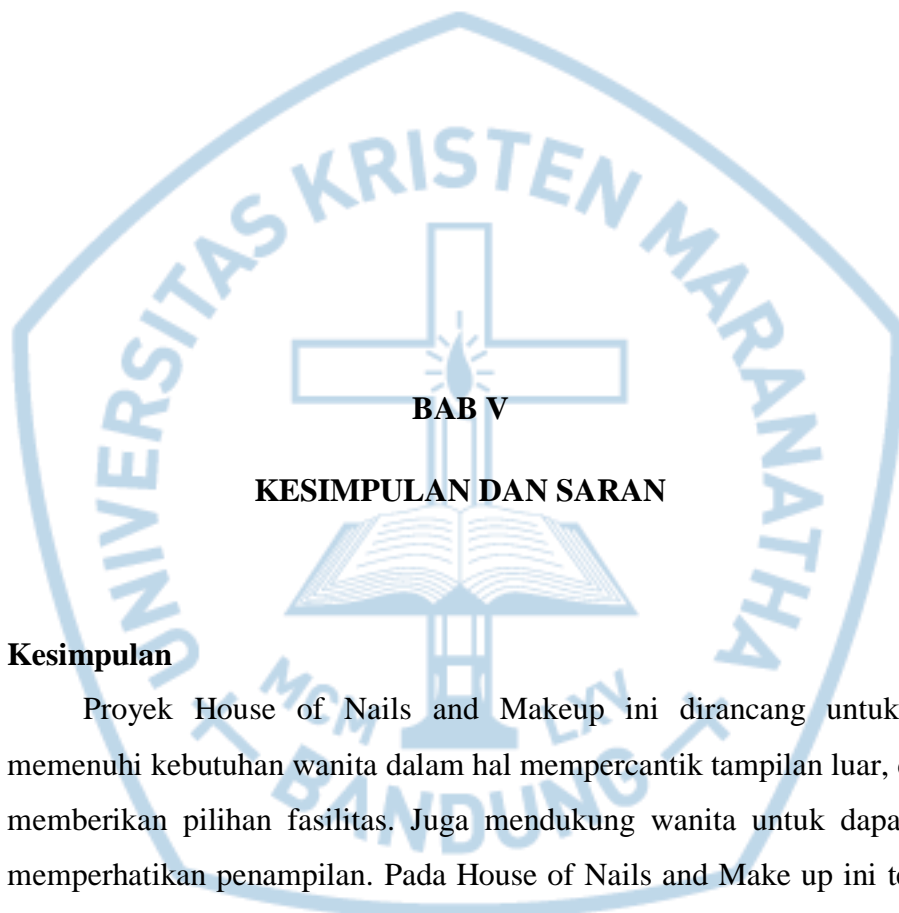 UNIVERSITAS KRISTEN MARANATHA
BAB V
KESIMPULAN DAN SARAN
Kesimpulan
MCM LXV
BANDUNG
Proyek House of Nails and Makeup ini dirancang untuk
memenuhi kebutuhan wanita dalam hal mempercantik tampilan luar,
memberikan pilihan fasilitas. Juga mendukung wanita untuk
memperhatikan penampilan. Pada House of Nails and Make up ini